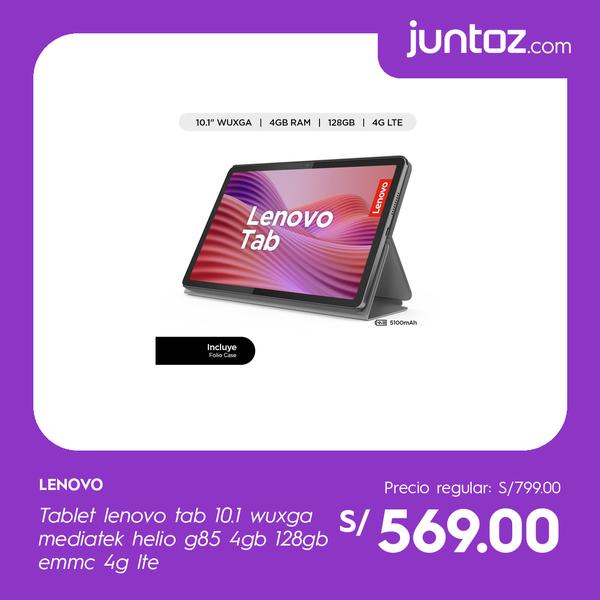 juntoz.com
10.1" WUXGA | 4GB RAM | 128GB | 4G LTE
Lenovo
Lenovo
Tab
5100mAh
Incluye
Folio Case
LENOVO
Precio regular: S/799.00
Tablet lenovo tab 10.1 wuxga
mediatek helio g85 4gb 128gb
emmc 4g lte
S/ 569.00